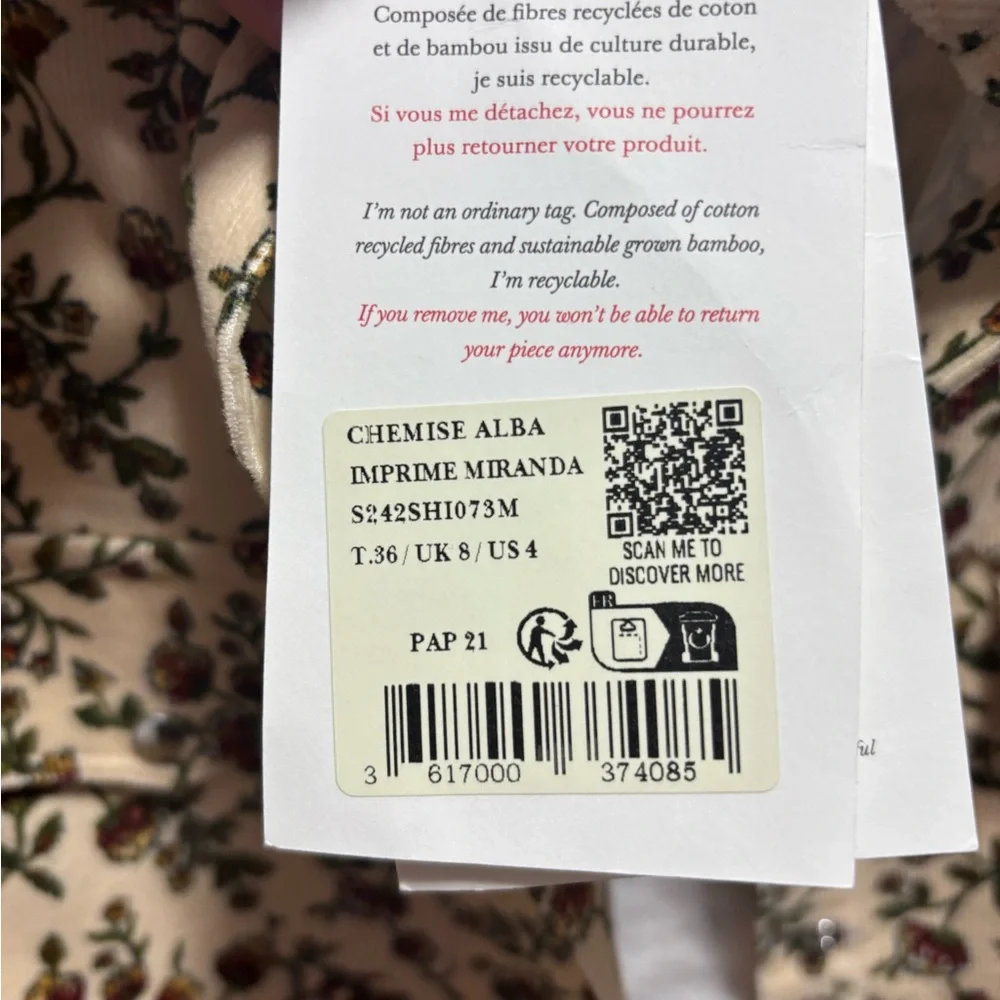 Composée de fibres recyclées de coton
et de bambou issu de culture durable,
je suis recyclable.
Si vous me détachez, vous ne pourrez
plus retourner votre produit.
I'm not an ordinary tag. Composed of cotton
recycled fibres and sustainable grown bamboo,
I'm recyclable.
If you remove me, you won't be able to return
your piece anymore.
CHEMISE ALBA
IMPRIME MIRANDA
S242SHI073M
T.36 / UK 8 / US 4
SCAN ME TO
DISCOVER MORE
FR
PAP 21
3 617000 374085